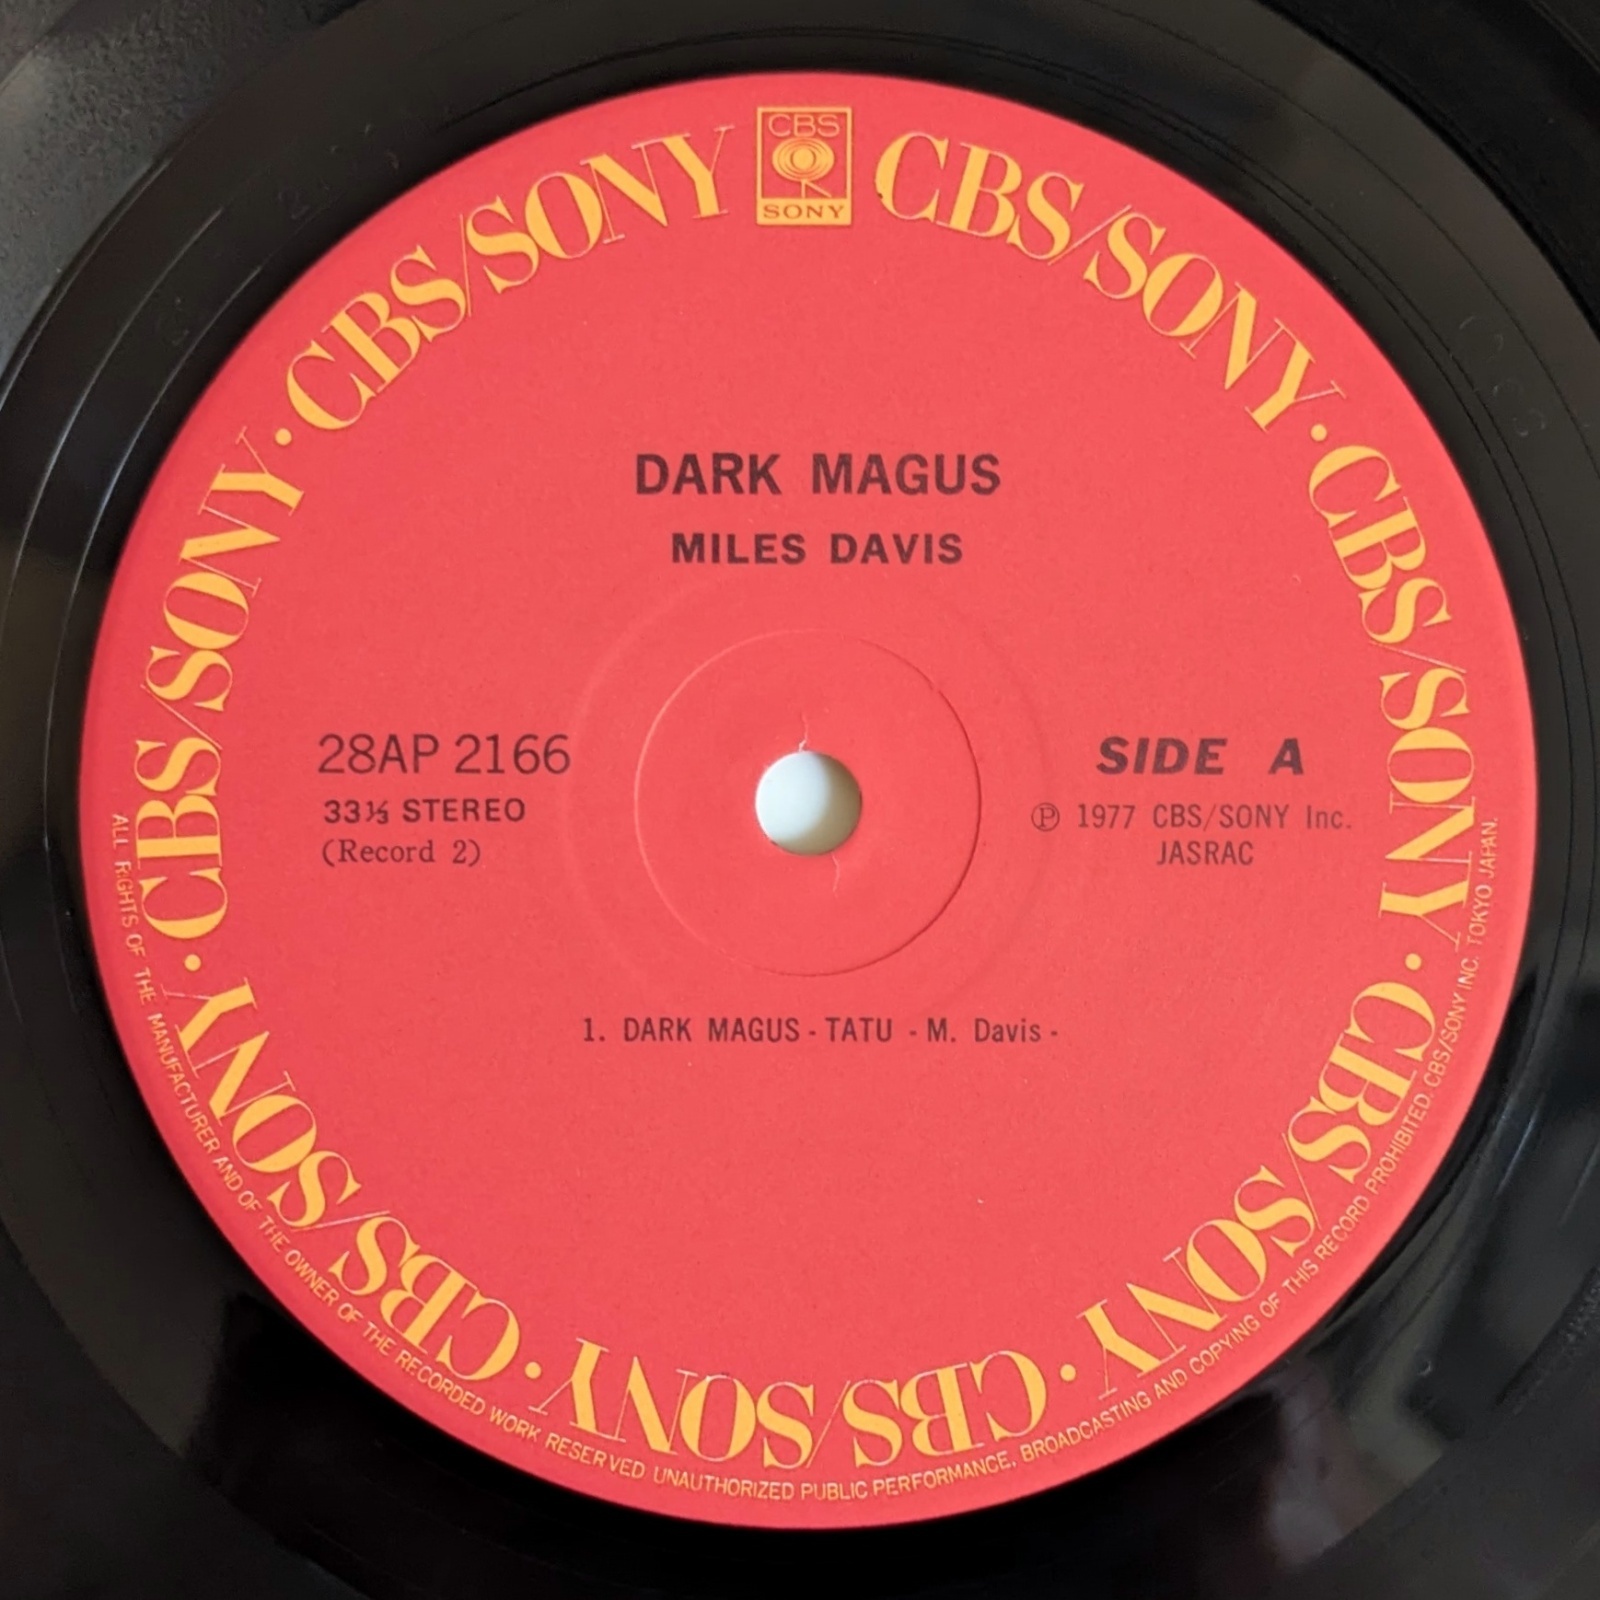 CBS
SONY
CBS/SONY · CBS/SONY · CBS/SONY · CBS/SONY · CBS/SONY · CBS/SONY · CBS/SONY
DARK MAGUS
MILES DAVIS
28AP 2166
33⅓ STEREO
(Record 2)
SIDE A
Ⓟ 1977 CBS/SONY Inc.
JASRAC
1. DARK MAGUS - TATU - M. Davis -
ALL RIGHTS OF THE MANUFACTURER AND OF THE OWNER OF THE RECORDED WORK RESERVED UNAUTHORIZED PUBLIC PERFORMANCE, BROADCASTING AND COPYING OF THIS RECORD PROHIBITED. CBS/SONY INC. TOKYO JAPAN.